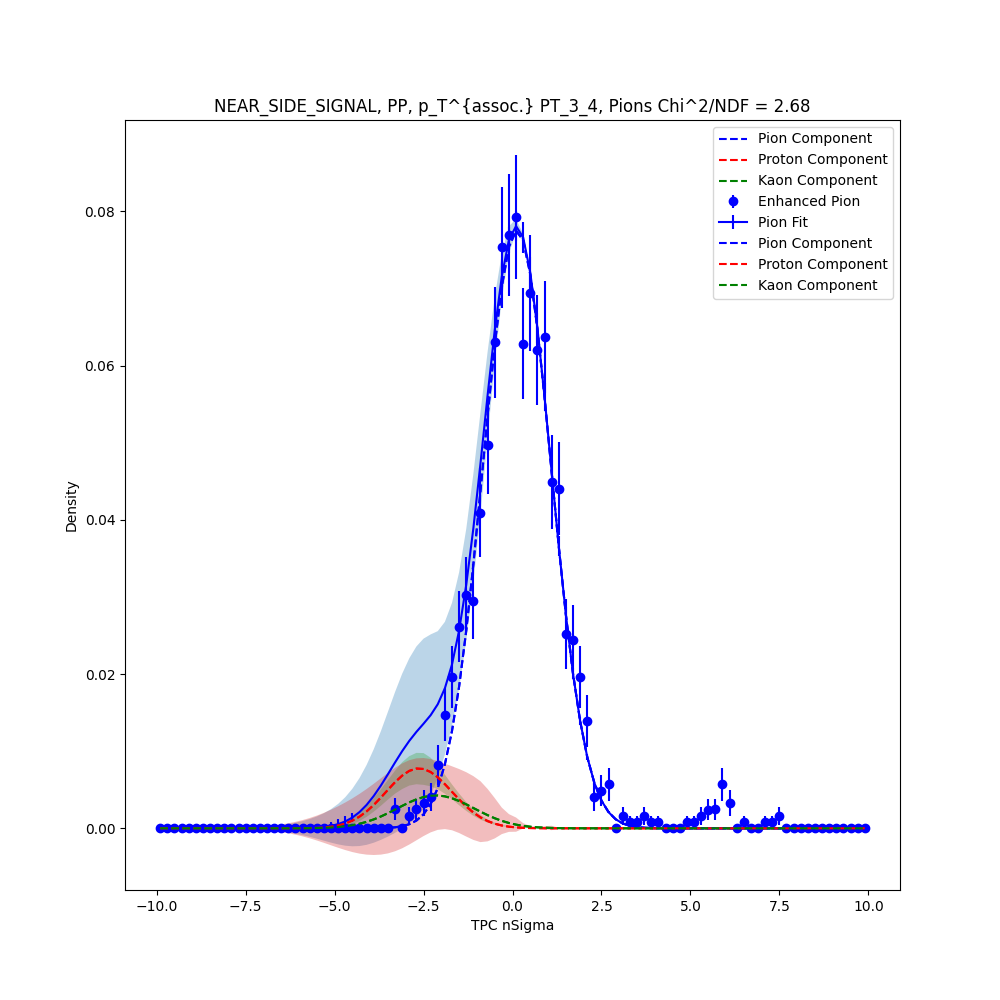 NEAR_SIDE_SIGNAL, PP, p_T^{assoc.} PT_3_4, Pions Chi^2/NDF = 2.68
Pion Component
Proton Component
Kaon Component
Enhanced Pion
Pion Fit
Pion Component
Proton Component
Kaon Component
0.08
0.06
0.04
0.02
0.00
Density
−10.0 −7.5 −5.0 −2.5 0.0 2.5 5.0 7.5 10.0
TPC nSigma